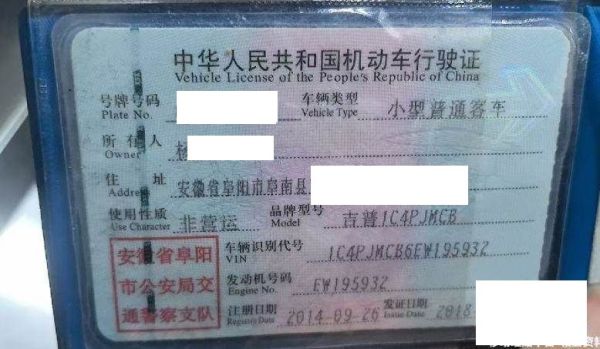 中华人民共和国机动车行驶证
Vehicle License of the People's Republic of China
号牌号码 车辆类型 小型普通客车
Plate No. Vehicle Type
所有人
Owner
住址 安徽省阜阳市阜南县
Address
使用性质 非营运 品牌型号 吉普1C4PJMCB
Use Character Model
安徽省阜阳市公安局交通警察支队
车辆识别代号 1C4PJMCB6EW195932
VIN
发动机号码 EW195932
Engine No.
注册日期 2014-09-26 发证日期 2018
Register Date Issue Date